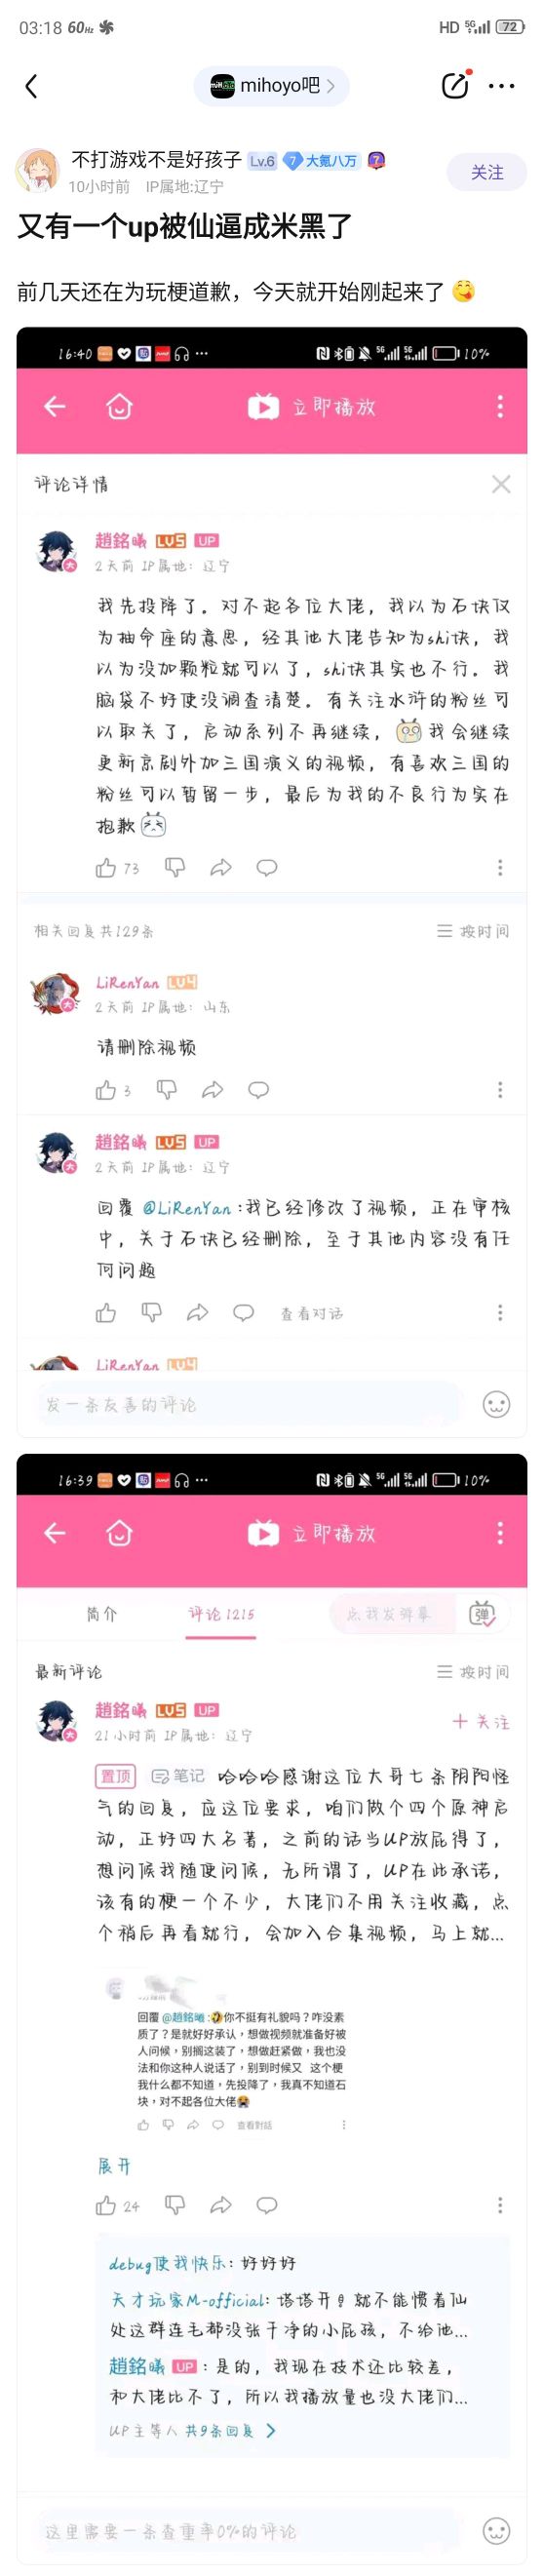 03:18 60Hz HD 5G 72
mihoyo吧
不打游戏不是好孩子 Lv.6 7 大氪八万
10小时前 IP属地:辽宁
关注
又有一个up被仙逼成米黑了
前几天还在为玩梗道歉，今天就开始刚起来了
16:40 10%
立即播放
评论详情
趙銘曦 LV5 UP
2天前 IP属地：辽宁
我先投降了。对不起各位大佬，我以为石块仅
为抽命座的意思，经其他大佬告知为shi块，我
以为没加颗粒就可以了，shi块其实也不行。我
脑袋不好使没调查清楚。有关注水浒的粉丝可
以取关了，启动系列不再继续，我会继续
更新京剧外加三国演义的视频，有喜欢三国的
粉丝可以暂留一步，最后为我的不良行为实在
抱歉
73
相关回复共129条
按时间
LiRenYan LV4
2天前 IP属地：山东
请删除视频
3
趙銘曦 LV5 UP
2天前 IP属地：辽宁
回覆 @LiRenYan :我已经修改了视频，正在审核
中，关于石块已经删除，至于其他内容没有任
何问题
查看对话
LiRenYan LV4
发一条友善的评论
16:39 10%
立即播放
简介
评论 1215
点我发弹幕
弹
最新评论
按时间
趙銘曦 LV5 UP
21小时前 IP属地：辽宁
关注
置顶 笔记 哈哈哈感谢这位大哥七条阴阳怪
气的回复，应这位要求，咱们做个四个原神启
动，正好四大名著，之前的话当UP放屁得了，
想问候我随便问候，无所谓了，UP在此承诺，
该有的梗一个不少，大佬们不用关注收藏，点
个稍后再看就行，会加入合集视频，马上就...
回覆 @趙銘曦 :你不挺有礼貌吗？咋没素
质了？是就好好承认，想做视频就准备好被
人问候，别搁这装了，想做赶紧做，我也没
法和你这种人说话了，别到时候又 这个梗
我什么都不知道，先投降了，我真不知道石
块，对不起各位大佬
查看對話
展开
24
debug使我快乐: 好好好
天才玩家M-official: 塔塔开！就不能惯着仙
处这群连毛都没张干净的小屁孩，不给他...
趙銘曦 UP : 是的，我现在技术还比较差，
和大佬比不了，所以我播放量也没大佬们...
UP主等人 共9条回复
这里需要一条查重率0%的评论